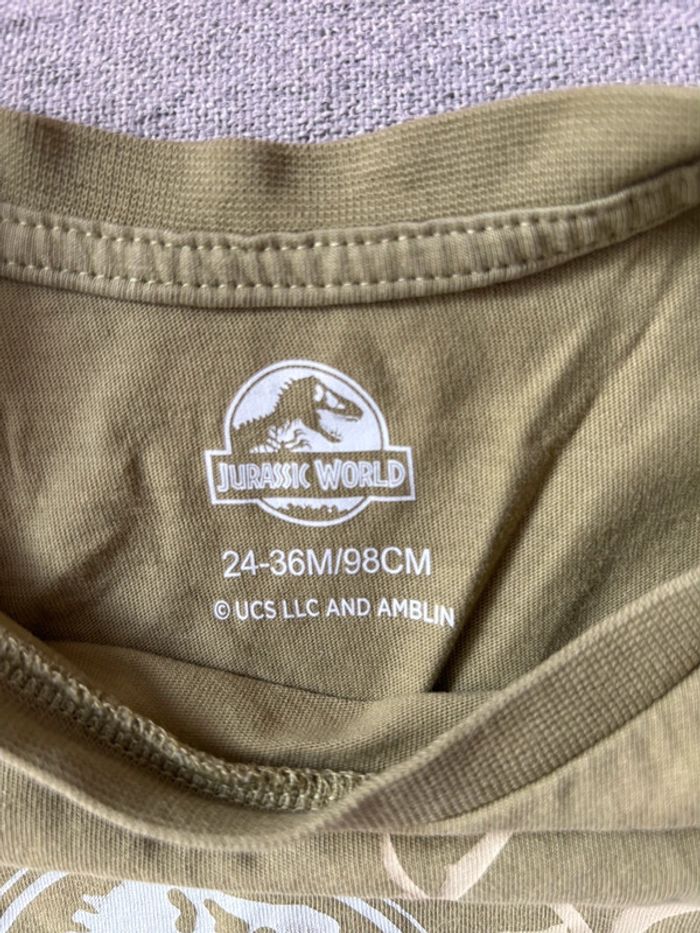 JURASSIC WORLD
24-36M/98CM
© UCS LLC AND AMBLIN